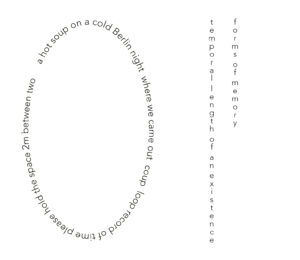 a hot soup on a cold Berlin night where we came out coup loop record of time please hold the space 2m between two
temporal length of an existence
forms of memory